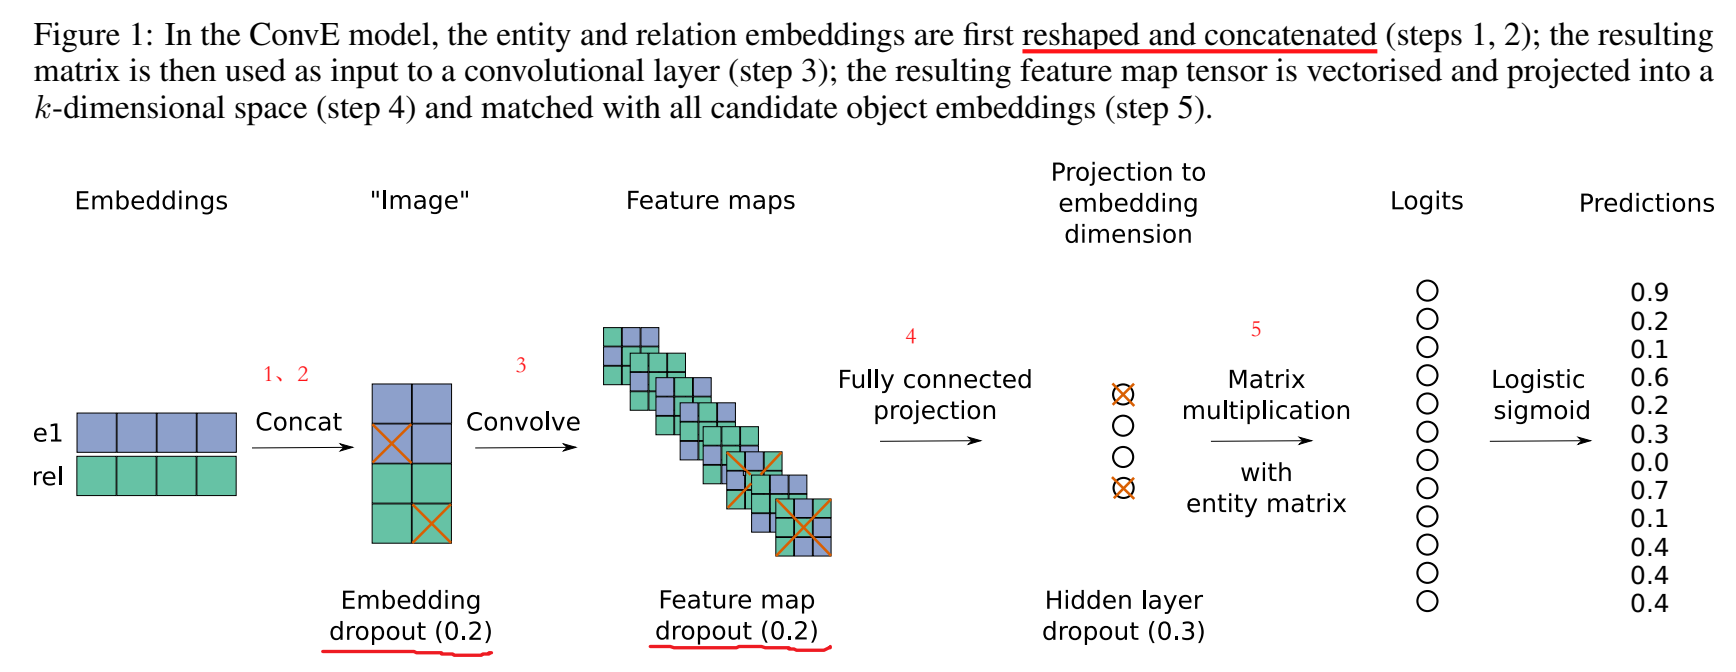 Figure 1: In the ConvE model, the entity and relation embeddings are first reshaped and concatenated (steps 1, 2); the resulting
matrix is then used as input to a convolutional layer (step 3); the resulting feature map tensor is vectorised and projected into a
k-dimensional space (step 4) and matched with all candidate object embeddings (step 5).
Embeddings
"Image"
Feature maps
Projection to
embedding
dimension
Logits
Predictions
e1
rel
1、2
Concat
3
Convolve
4
Fully connected
projection
5
Matrix
multiplication
with
entity matrix
Logistic
sigmoid
0.9
0.2
0.1
0.6
0.2
0.3
0.0
0.7
0.1
0.4
0.4
0.4
Embedding
dropout (0.2)
Feature map
dropout (0.2)
Hidden layer
dropout (0.3)